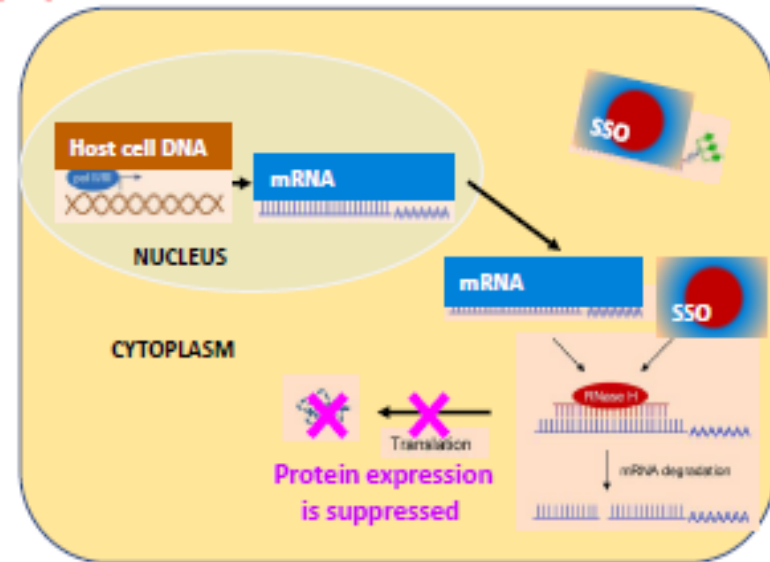 SSO
Host cell DNA
mRNA
NUCLEUS
mRNA
SSO
CYTOPLASM
RNase H
Translation
mRNA degradation
Protein expression
is suppressed